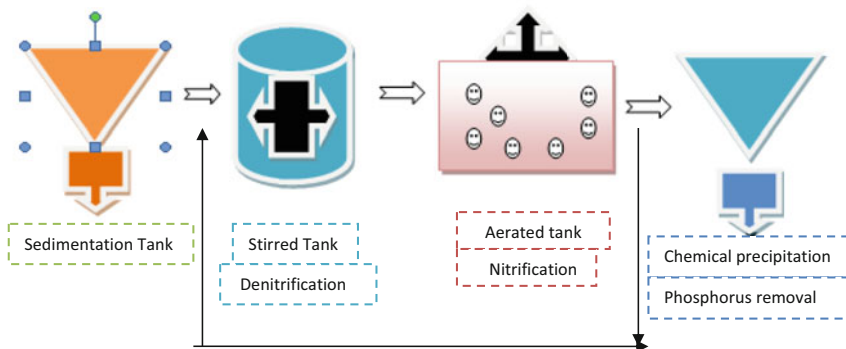 Sedimentation Tank
Stirred Tank
Denitrification
Aerated tank
Nitrification
Chemical precipitation
Phosphorus removal